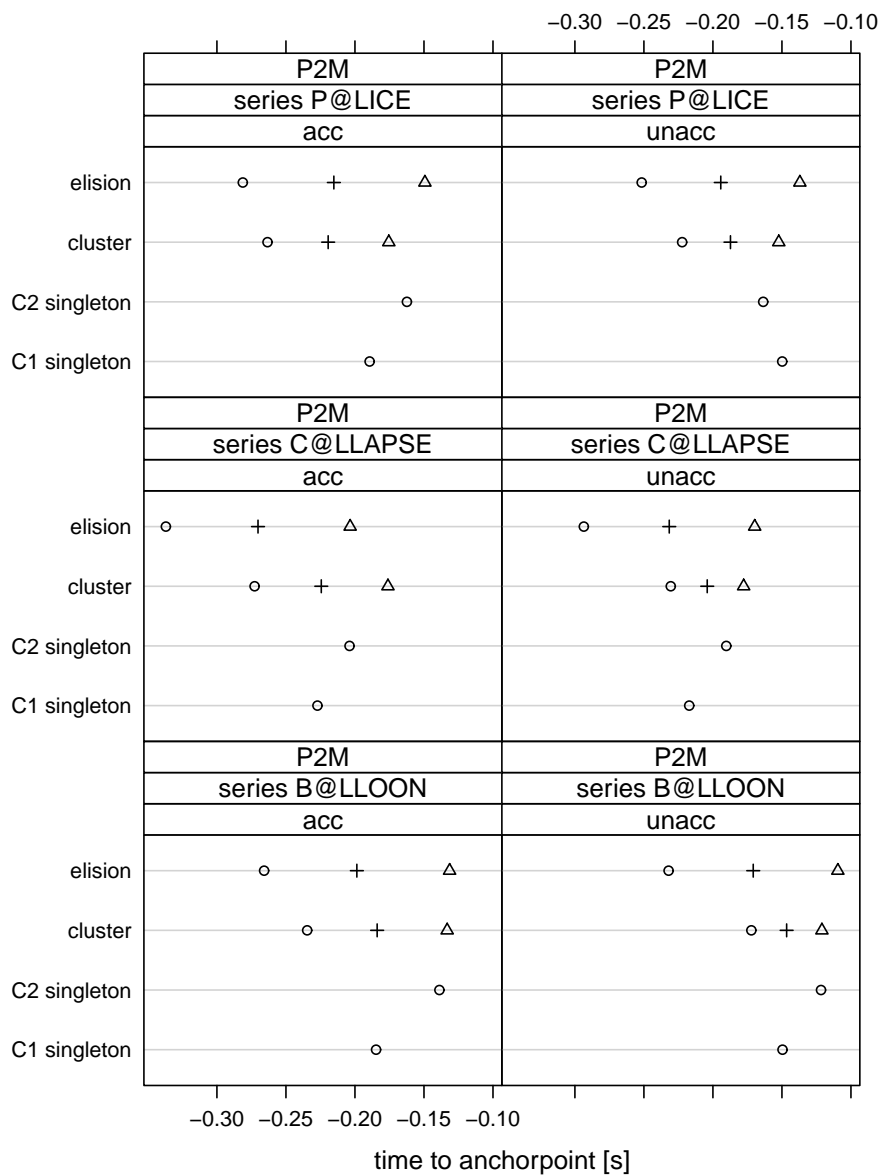 −0.30 −0.25 −0.20 −0.15 −0.10
P2M P2M
series P@LICE series P@LICE
acc unacc
elision
cluster
C2 singleton
C1 singleton
P2M P2M
series C@LLAPSE series C@LLAPSE
acc unacc
elision
cluster
C2 singleton
C1 singleton
P2M P2M
series B@LLOON series B@LLOON
acc unacc
elision
cluster
C2 singleton
C1 singleton
−0.30 −0.25 −0.20 −0.15 −0.10
time to anchorpoint [s]